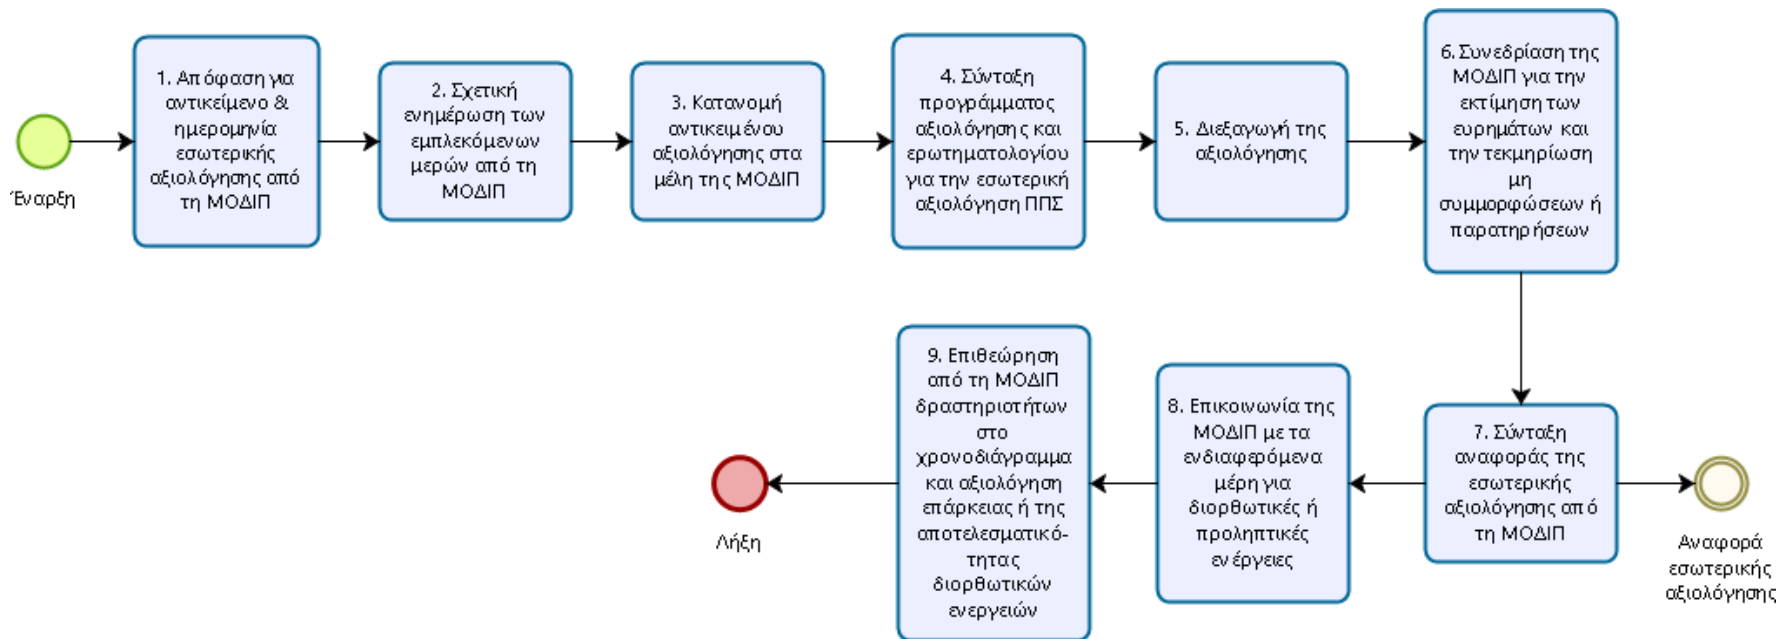 Έναρξη
1. Απόφαση για
αντικείμενο &
ημερομηνία
εσωτερικής
αξιολόγησης από
τη ΜΟΔΙΠ
2. Σχετική
ενημέρωση των
εμπλεκόμενων
μερών από τη
ΜΟΔΙΠ
3. Κατανομή
αντικειμένου
αξιολόγησης στα
μέλη της ΜΟΔΙΠ
4. Σύνταξη
προγράμματος
αξιολόγησης και
ερωτηματολογίου
για την εσωτερική
αξιολόγηση ΠΠΣ
5. Διεξαγωγή της
αξιολόγησης
6. Συνεδρίαση της
ΜΟΔΙΠ για την
εκτίμηση των
ευρημάτων και
την τεκμηρίωση
μη
συμμορφώσεων ή
παρατηρήσεων
7. Σύνταξη
αναφοράς της
εσωτερικής
αξιολόγησης από
τη ΜΟΔΙΠ
Αναφορά
εσωτερικής
αξιολόγησης
8. Επικοινωνία της
ΜΟΔΙΠ με τα
ενδιαφερόμενα
μέρη για
διορθωτικές ή
προληπτικές
ενέργειες
9. Επιθεώρηση
από τη ΜΟΔΙΠ
δραστηριοτήτων
στο
χρονοδιάγραμμα
και αξιολόγηση
επάρκειας ή της
αποτελεσματικό-
τητας
διορθωτικών
ενεργειών
Λήξη